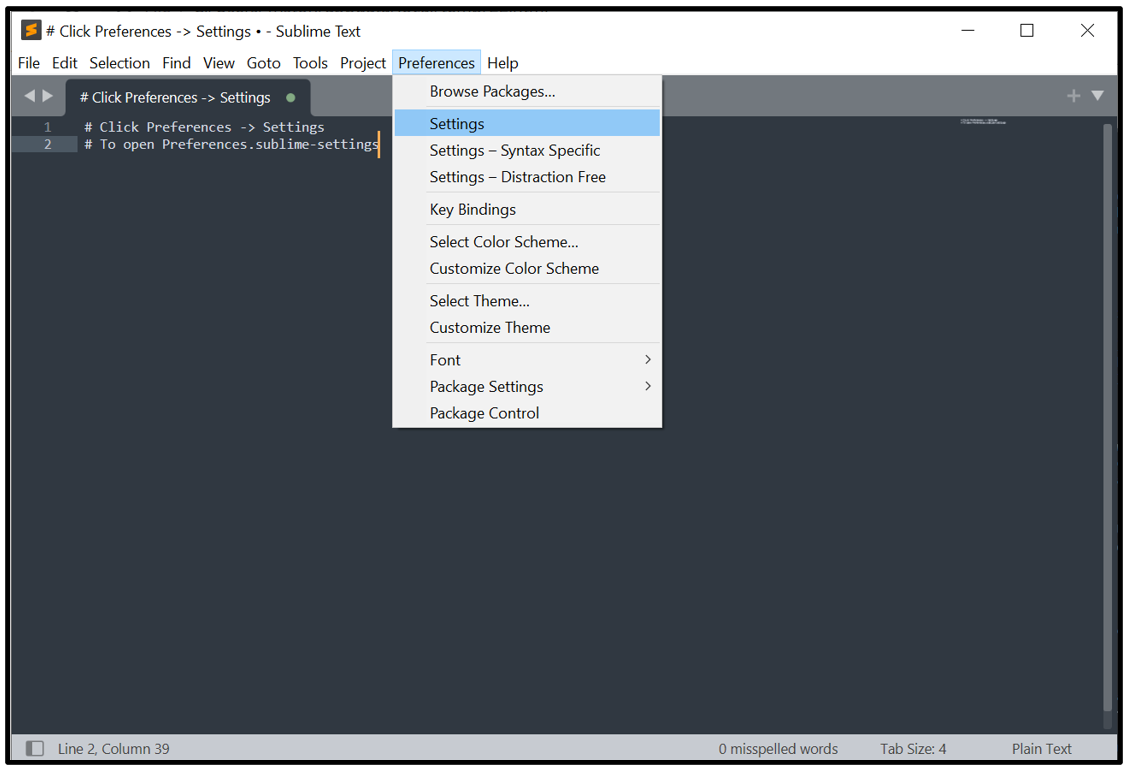 # Click Preferences -> Settings • - Sublime Text
File Edit Selection Find View Goto Tools Project Preferences Help
# Click Preferences -> Settings
1 # Click Preferences -> Settings
2 # To open Preferences.sublime-settings
Browse Packages...
Settings
Settings – Syntax Specific
Settings – Distraction Free
Key Bindings
Select Color Scheme...
Customize Color Scheme
Select Theme...
Customize Theme
Font
Package Settings
Package Control
Line 2, Column 39 0 misspelled words Tab Size: 4 Plain Text